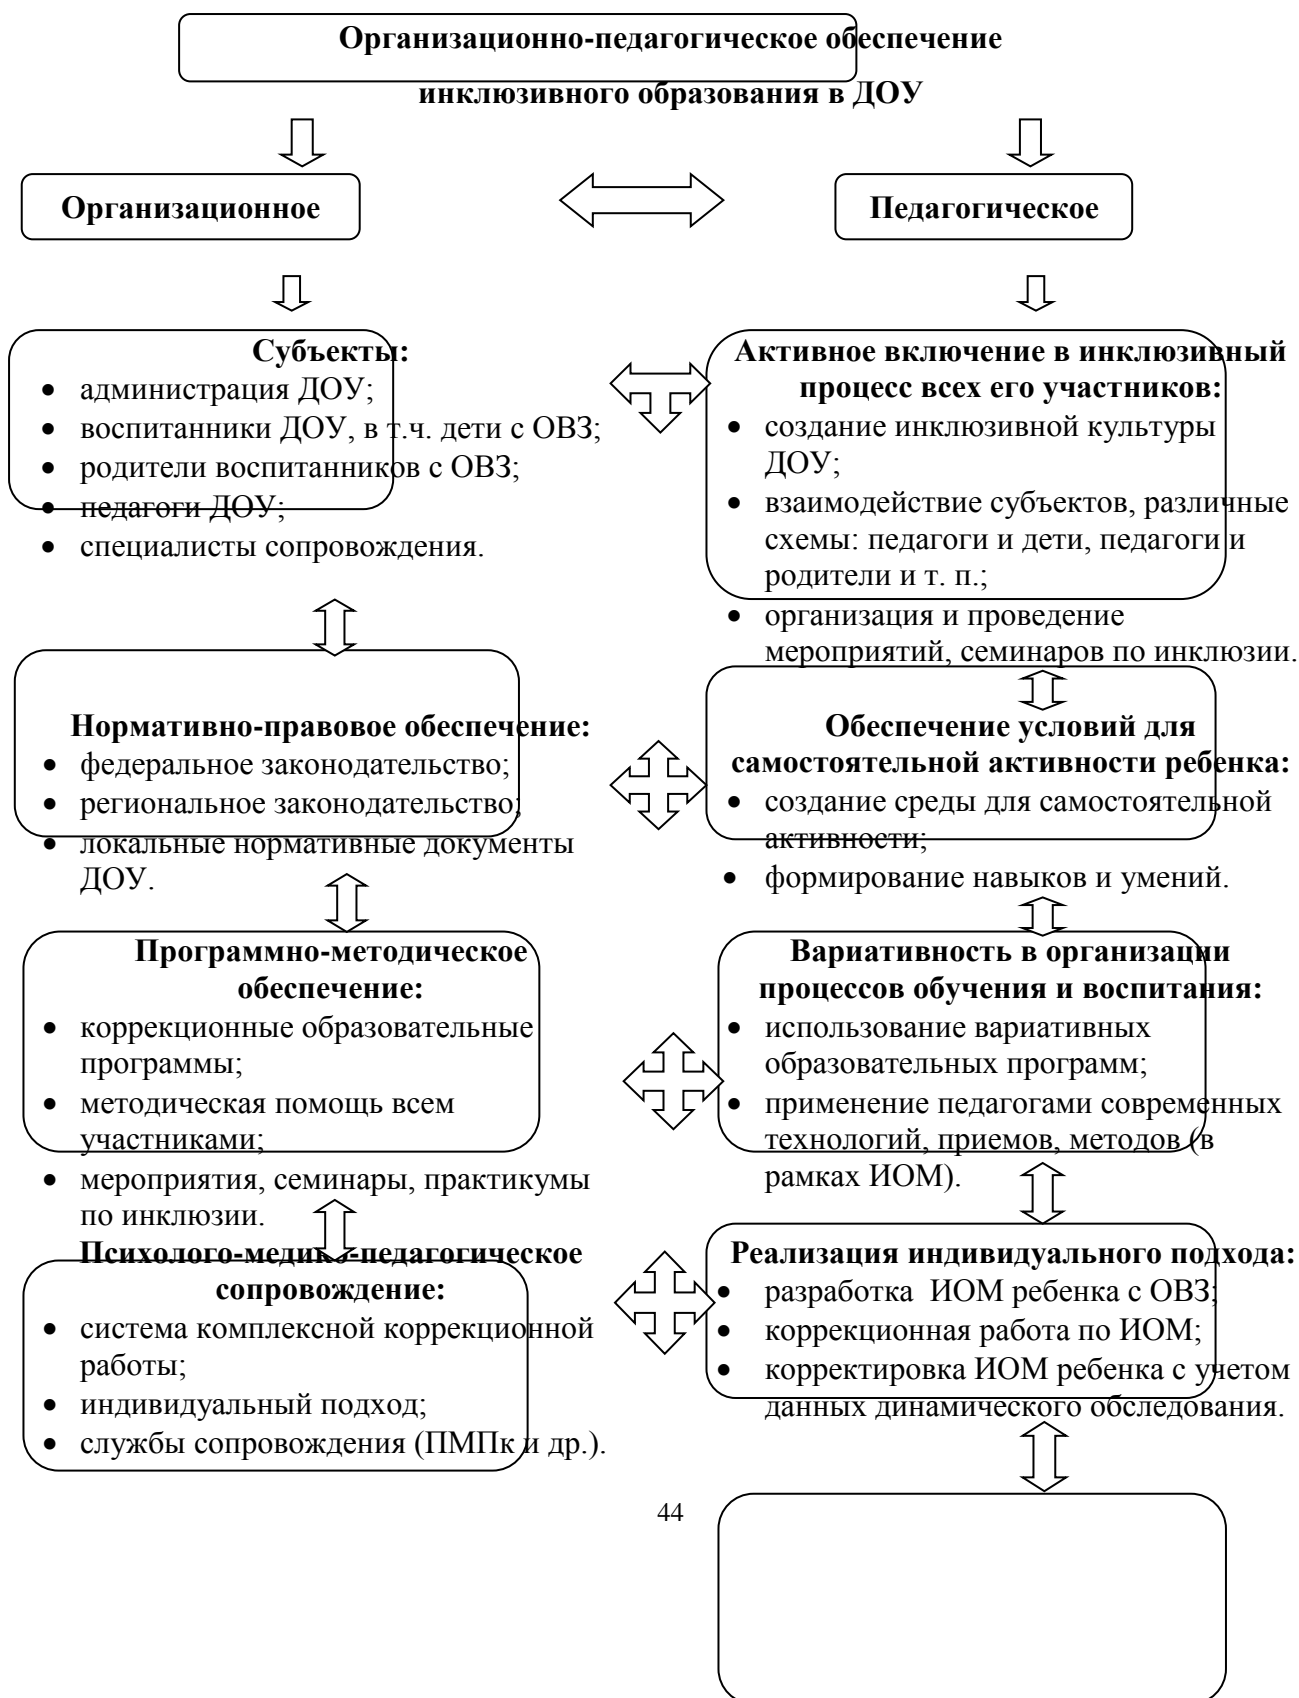 Организационно-педагогическое обеспечение
инклюзивного образования в ДОУ
Организационное
Педагогическое
Субъекты:
• администрация ДОУ;
• воспитанники ДОУ, в т.ч. дети с ОВЗ;
• родители воспитанников с ОВЗ;
• педагоги ДОУ;
• специалисты сопровождения.
Активное включение в инклюзивный
процесс всех его участников:
• создание инклюзивной культуры
ДОУ;
• взаимодействие субъектов, различные
схемы: педагоги и дети, педагоги и
родители и т. п.;
• организация и проведение
мероприятий, семинаров по инклюзии.
Нормативно-правовое обеспечение:
• федеральное законодательство;
• региональное законодательство;
• локальные нормативные документы
ДОУ.
Обеспечение условий для
самостоятельной активности ребенка:
• создание среды для самостоятельной
активности;
• формирование навыков и умений.
Программно-методическое
обеспечение:
• коррекционные образовательные
программы;
• методическая помощь всем
участниками;
• мероприятия, семинары, практикумы
по инклюзии.
Вариативность в организации
процессов обучения и воспитания:
• использование вариативных
образовательных программ;
• применение педагогами современных
технологий, приемов, методов (в
рамках ИОМ).
Психолого-медико-педагогическое
сопровождение:
• система комплексной коррекционной
работы;
• индивидуальный подход;
• службы сопровождения (ПМПк и др.).
Реализация индивидуального подхода:
• разработка ИОМ ребенка с ОВЗ;
• коррекционная работа по ИОМ;
• корректировка ИОМ ребенка с учетом
данных динамического обследования.
44